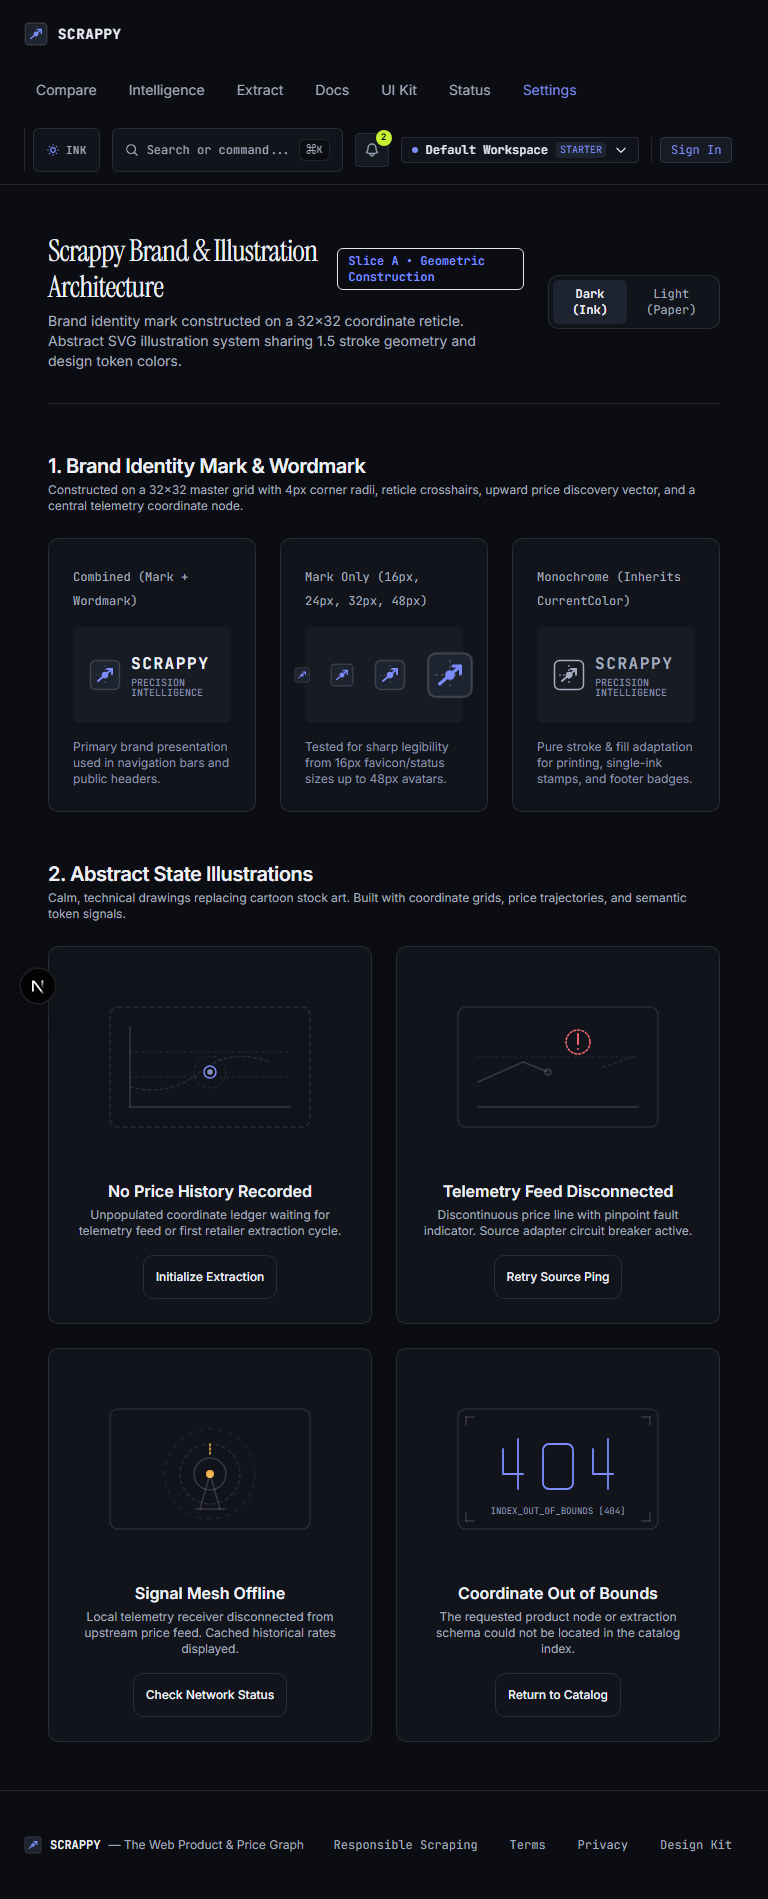 SCRAPPY
Compare Intelligence Extract Docs UI Kit Status Settings
INK Search or command... ⌘K 2 Default Workspace STARTER Sign In
Scrappy Brand & Illustration
Architecture
Slice A • Geometric
Construction
Brand identity mark constructed on a 32×32 coordinate reticle.
Abstract SVG illustration system sharing 1.5 stroke geometry and
design token colors.
Dark
(Ink)
Light
(Paper)
1. Brand Identity Mark & Wordmark
Constructed on a 32×32 master grid with 4px corner radii, reticle crosshairs, upward price discovery vector, and a
central telemetry coordinate node.
Combined (Mark +
Wordmark)
SCRAPPY
PRECISION
INTELLIGENCE
Primary brand presentation
used in navigation bars and
public headers.
Mark Only (16px,
24px, 32px, 48px)
Tested for sharp legibility
from 16px favicon/status
sizes up to 48px avatars.
Monochrome (Inherits
CurrentColor)
SCRAPPY
PRECISION
INTELLIGENCE
Pure stroke & fill adaptation
for printing, single-ink
stamps, and footer badges.
2. Abstract State Illustrations
Calm, technical drawings replacing cartoon stock art. Built with coordinate grids, price trajectories, and semantic
token signals.
N
No Price History Recorded
Unpopulated coordinate ledger waiting for
telemetry feed or first retailer extraction cycle.
Initialize Extraction
Telemetry Feed Disconnected
Discontinuous price line with pinpoint fault
indicator. Source adapter circuit breaker active.
Retry Source Ping
Signal Mesh Offline
Local telemetry receiver disconnected from
upstream price feed. Cached historical rates
displayed.
Check Network Status
404
INDEX_OUT_OF_BOUNDS [404]
Coordinate Out of Bounds
The requested product node or extraction
schema could not be located in the catalog
index.
Return to Catalog
SCRAPPY — The Web Product & Price Graph Responsible Scraping Terms Privacy Design Kit